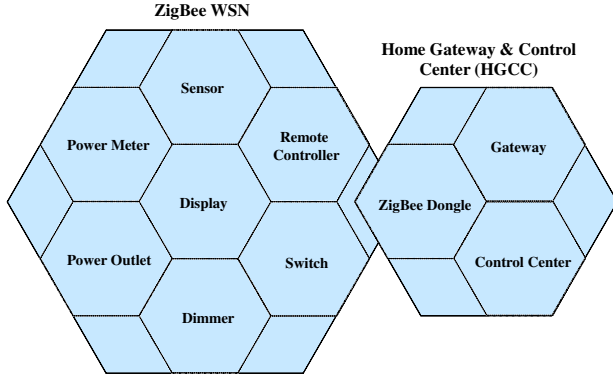 ZigBee WSN
Home Gateway & Control
Center (HGCC)
Sensor
Power Meter
Remote
Controller
Gateway
Display
ZigBee Dongle
Power Outlet
Switch
Control Center
Dimmer